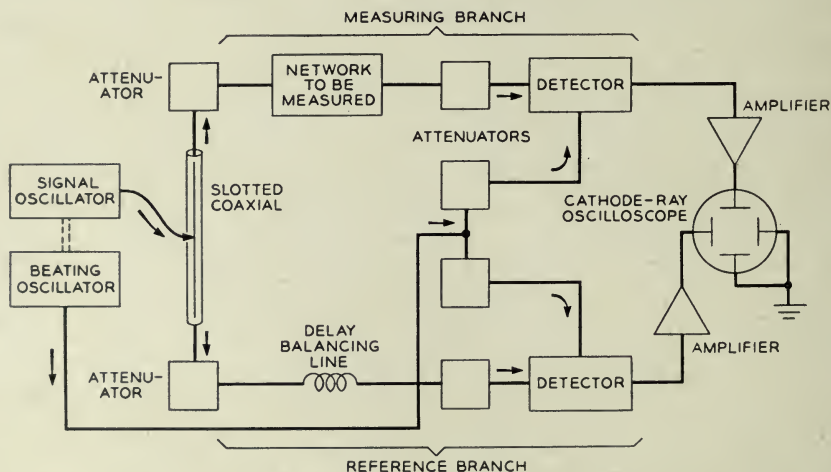 MEASURING BRANCH
ATTENU-
ATOR
NETWORK
TO BE
MEASURED
DETECTOR
AMPLIFIER
ATTENUATORS
SIGNAL
OSCILLATOR
SLOTTED
COAXIAL
CATHODE-RAY
OSCILLOSCOPE
BEATING
OSCILLATOR
DELAY
BALANCING
LINE
AMPLIFIER
ATTENU-
ATOR
DETECTOR
REFERENCE BRANCH